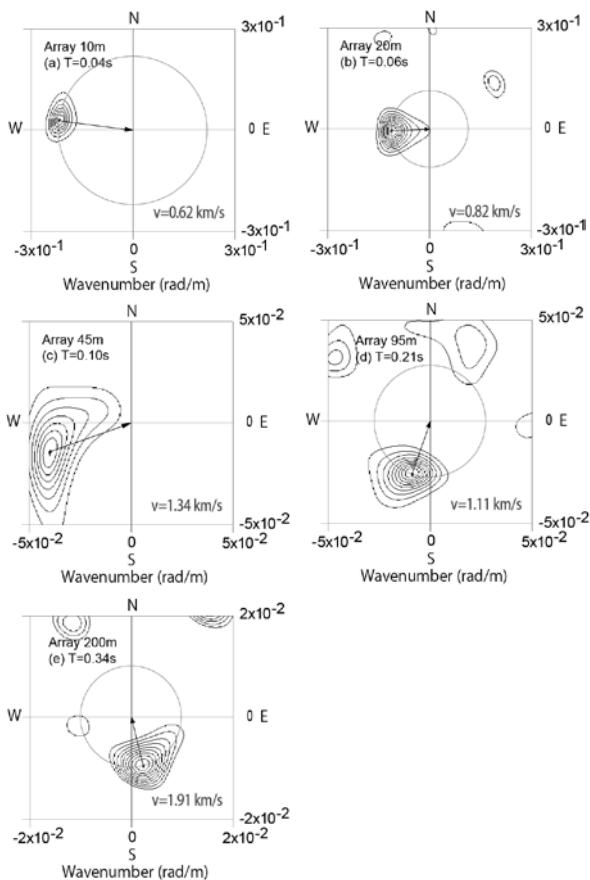 N
3x10⁻¹
Array 10m
(a) T=0.04s
W
0 E
v=0.62 km/s
-3x10⁻¹
-3x10⁻¹
0
3x10⁻¹
S
Wavenumber (rad/m)
N
3x10⁻¹
Array 20m
(b) T=0.06s
W
0 E
v=0.82 km/s
-3x10⁻¹
-3x10⁻¹
0
3x10⁻¹
S
Wavenumber (rad/m)
N
5x10⁻²
Array 45m
(c) T=0.10s
W
0 E
v=1.34 km/s
-5x10⁻²
-5x10⁻²
0
5x10⁻²
S
Wavenumber (rad/m)
N
5x10⁻²
Array 95m
(d) T=0.21s
W
0 E
v=1.11 km/s
-5x10⁻²
-5x10⁻²
0
5x10⁻²
S
Wavenumber (rad/m)
N
2x10⁻²
Array 200m
(e) T=0.34s
W
0 E
v=1.91 km/s
-2x10⁻²
-2x10⁻²
0
2x10⁻²
S
Wavenumber (rad/m)